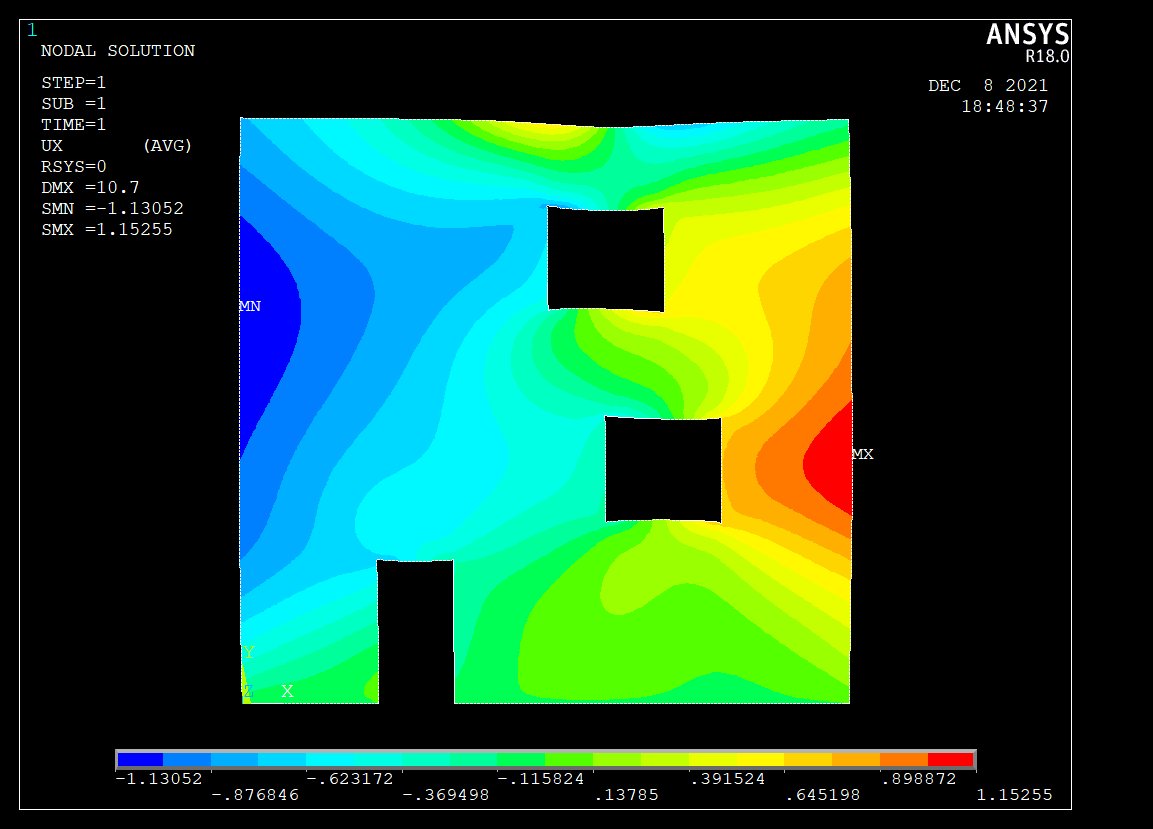 1
ANSYS
R18.0
NODAL SOLUTION
DEC 8 2021
18:48:37
STEP=1
SUB =1
TIME=1
UX (AVG)
RSYS=0
DMX =10.7
SMN =-1.13052
SMX =1.15255
MN
MX
Y
Z X
-1.13052 -.623172 -.115824 .391524 .898872
-.876846 -.369498 .13785 .645198 1.15255